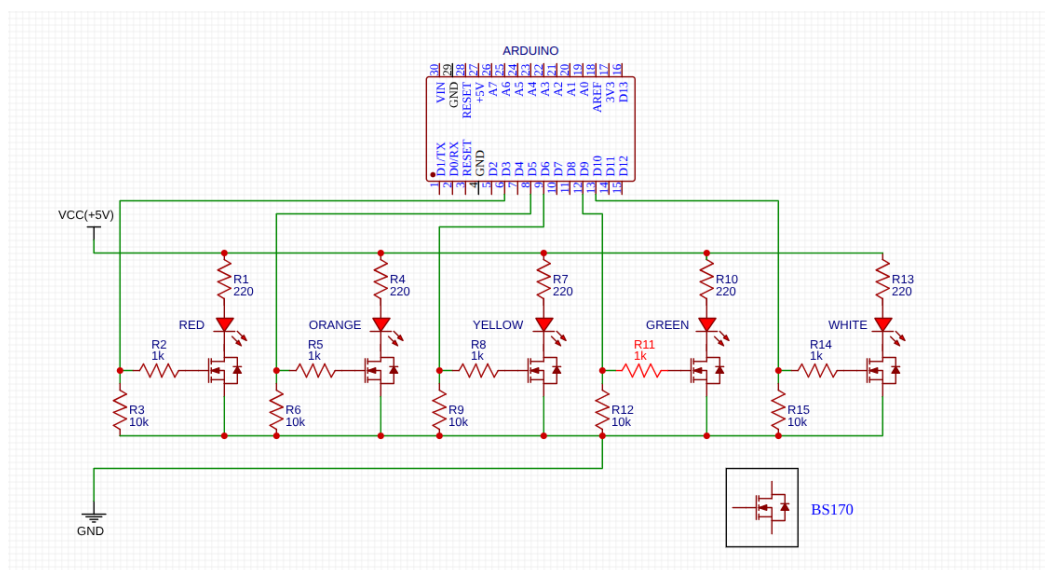 ARDUINO
30 29 28 27 26 25 24 23 22 21 20 19 18 17 16
VIN GND RESET +5V A7 A6 A5 A4 A3 A2 A1 A0 AREF 3V3 D13
D1/TX D0/RX RESET GND D2 D3 D4 D5 D6 D7 D8 D9 D10 D11 D12
1 2 3 4 5 6 7 8 9 10 11 12 13 14 15
VCC(+5V)
R1
220
R4
220
R7
220
R10
220
R13
220
RED
ORANGE
YELLOW
GREEN
WHITE
R2
1k
R5
1k
R8
1k
R11
1k
R14
1k
R3
10k
R6
10k
R9
10k
R12
10k
R15
10k
GND
BS170